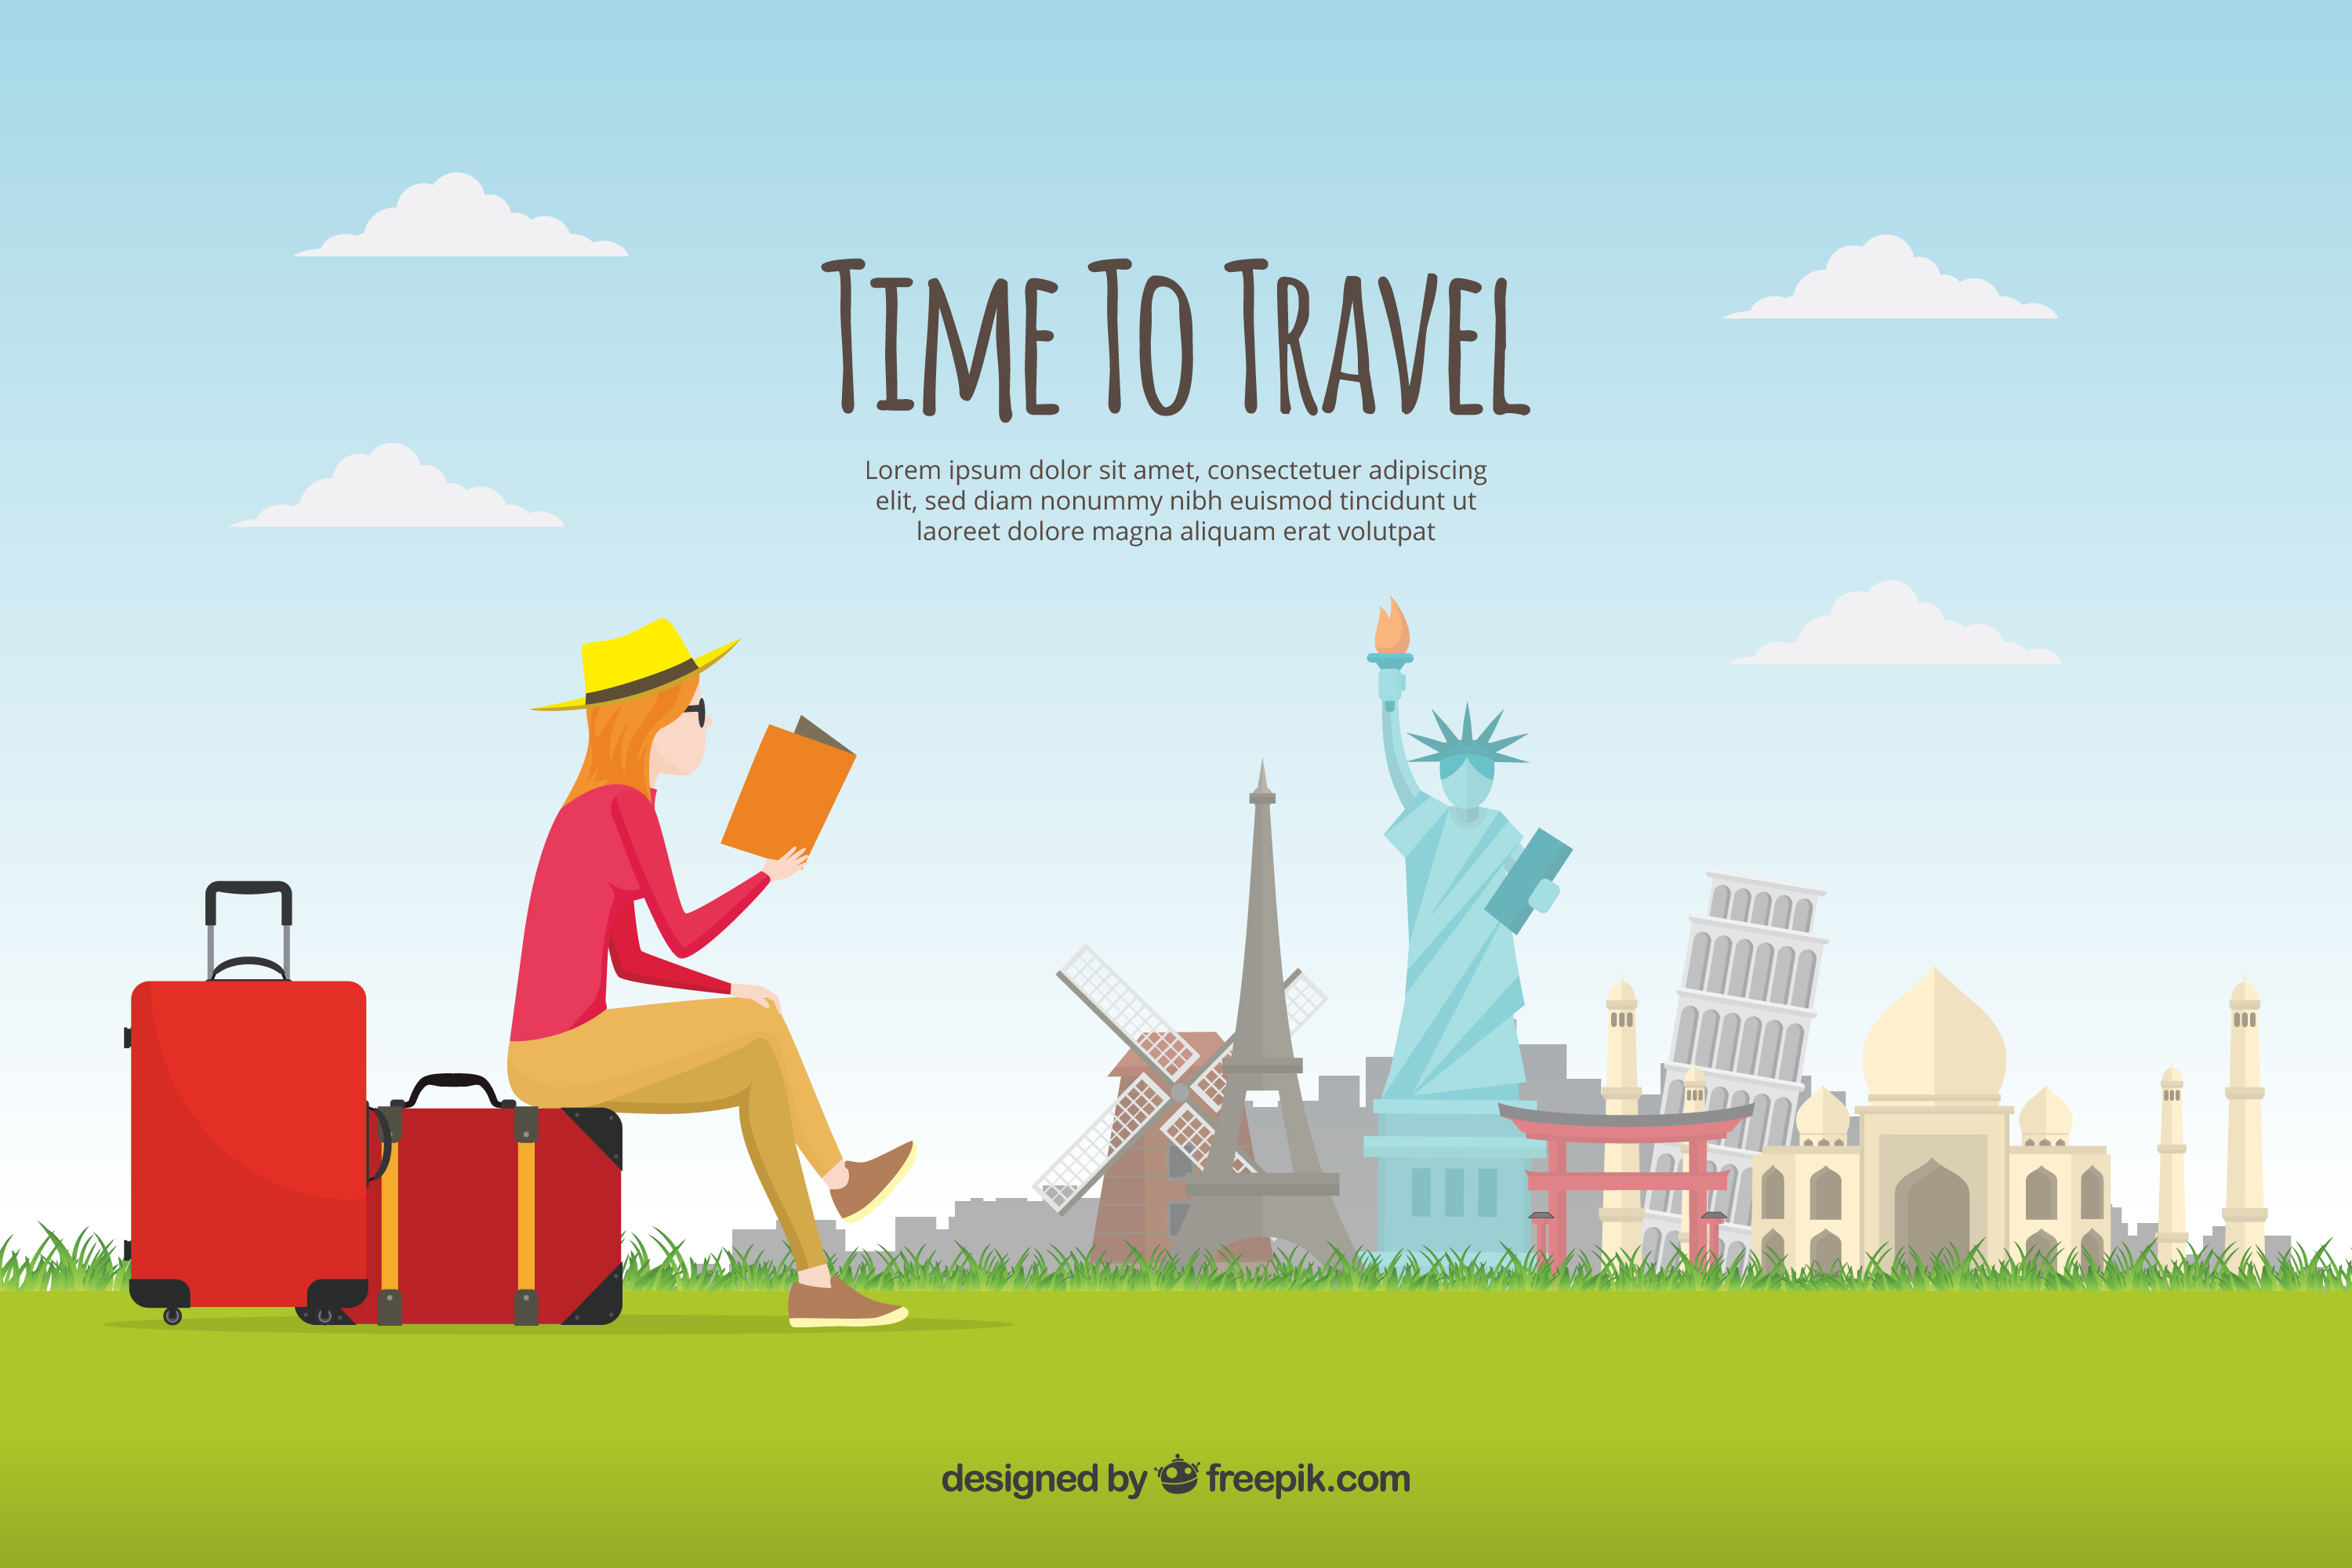 Time To Travel
Lorem ipsum dolor sit amet, consectetuer adipiscing
elit, sed diam nonummy nibh euismod tincidunt ut
laoreet dolore magna aliquam erat volutpat
designed by freepik.com